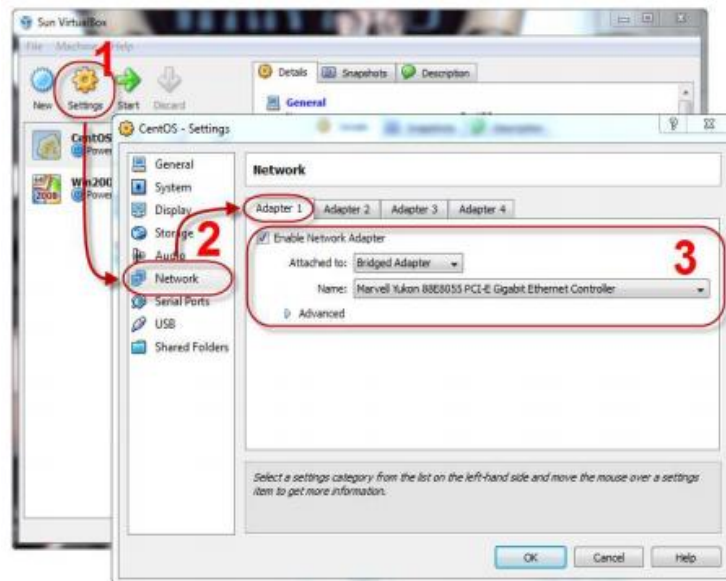 Sun VirtualBox
File Machine Help
1
New Settings Start Discard
Details Snapshots Description
General
CentOS
Power
Win200
Power
2008
CentOS - Settings
General
System
Display
Storage
Audio
Network
Serial Ports
USB
Shared Folders
2
Network
Adapter 1 Adapter 2 Adapter 3 Adapter 4
Enable Network Adapter
3
Attached to: Bridged Adapter
Name: Marvell Yukon 88E8055 PCI-E Gigabit Ethernet Controller
Advanced
Select a settings category from the list on the left-hand side and move the mouse over a settings
item to get more information.
OK Cancel Help